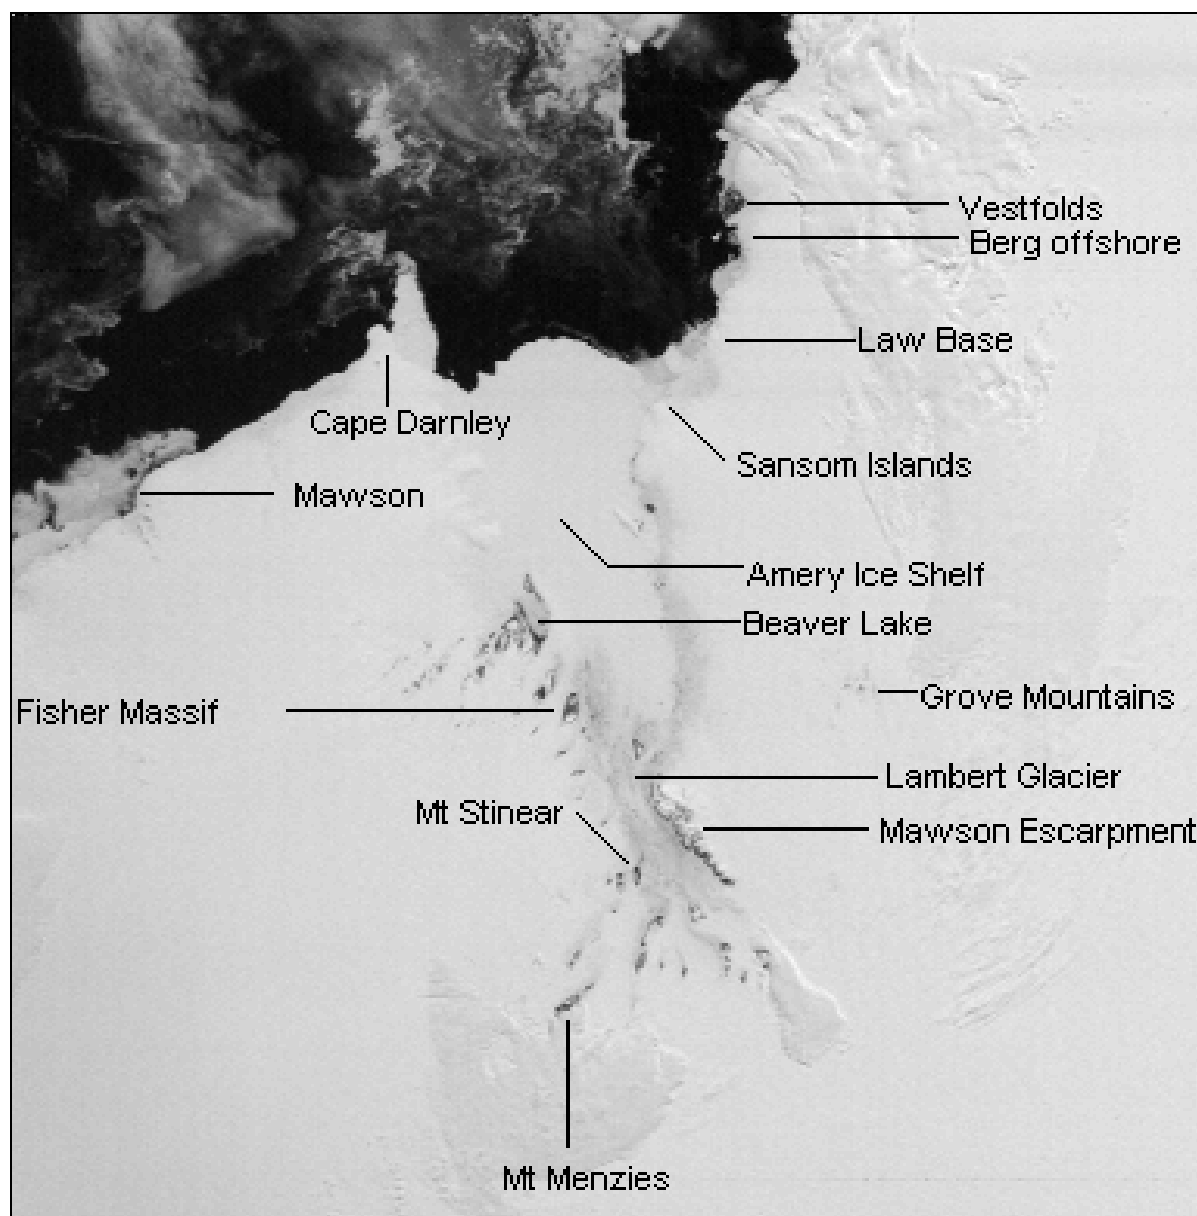 Vestfolds
Berg offshore
Law Base
Cape Darnley
Sansom Islands
Mawson
Amery Ice Shelf
Beaver Lake
Grove Mountains
Fisher Massif
Lambert Glacier
Mt Stinear
Mawson Escarpment
Mt Menzies